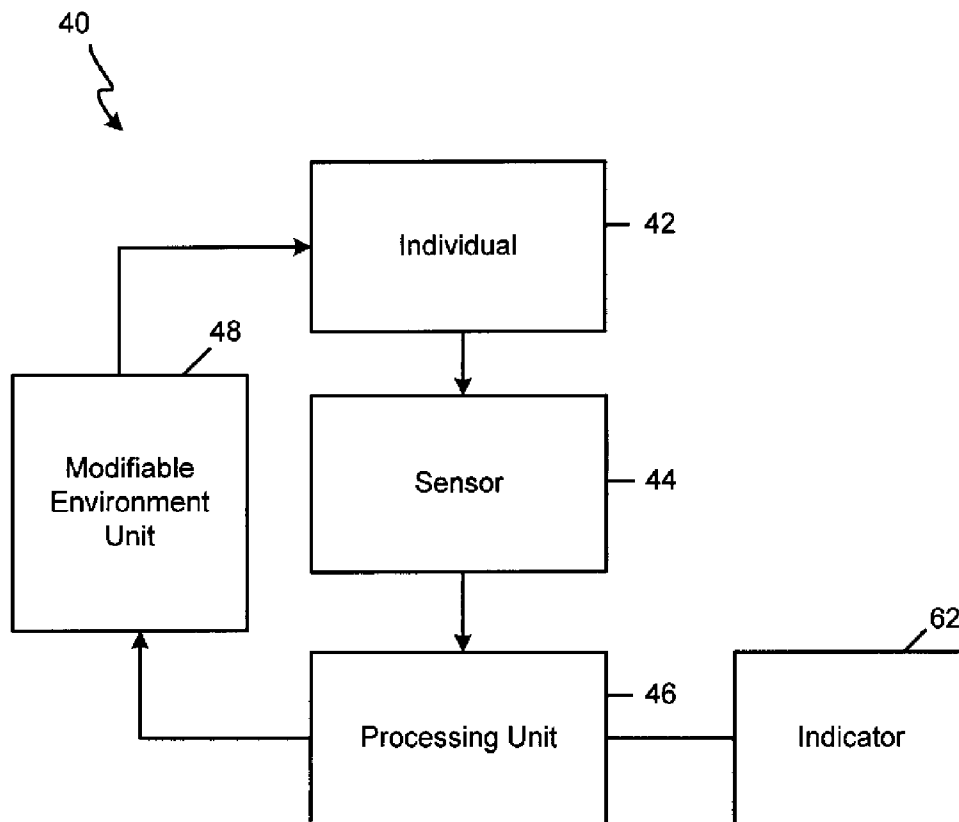 40
Individual
42
48
Modifiable
Environment
Unit
Sensor
44
62
Processing Unit
46
Indicator